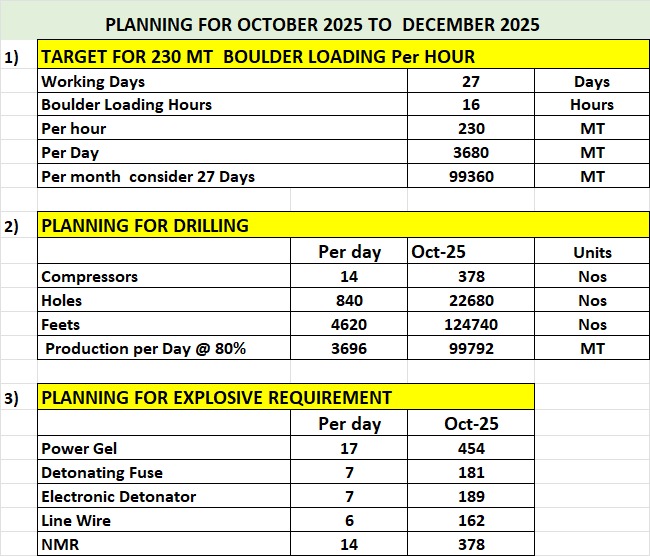 PLANNING FOR OCTOBER 2025 TO DECEMBER 2025
1) TARGET FOR 230 MT BOULDER LOADING Per HOUR
Working Days 27 Days
Boulder Loading Hours 16 Hours
Per hour 230 MT
Per Day 3680 MT
Per month consider 27 Days 99360 MT
2) PLANNING FOR DRILLING
Per day Oct-25 Units
Compressors 14 378 Nos
Holes 840 22680 Nos
Feets 4620 124740 Nos
Production per Day @ 80% 3696 99792 MT
3) PLANNING FOR EXPLOSIVE REQUIREMENT
Per day Oct-25
Power Gel 17 454
Detonating Fuse 7 181
Electronic Detonator 7 189
Line Wire 6 162
NMR 14 378